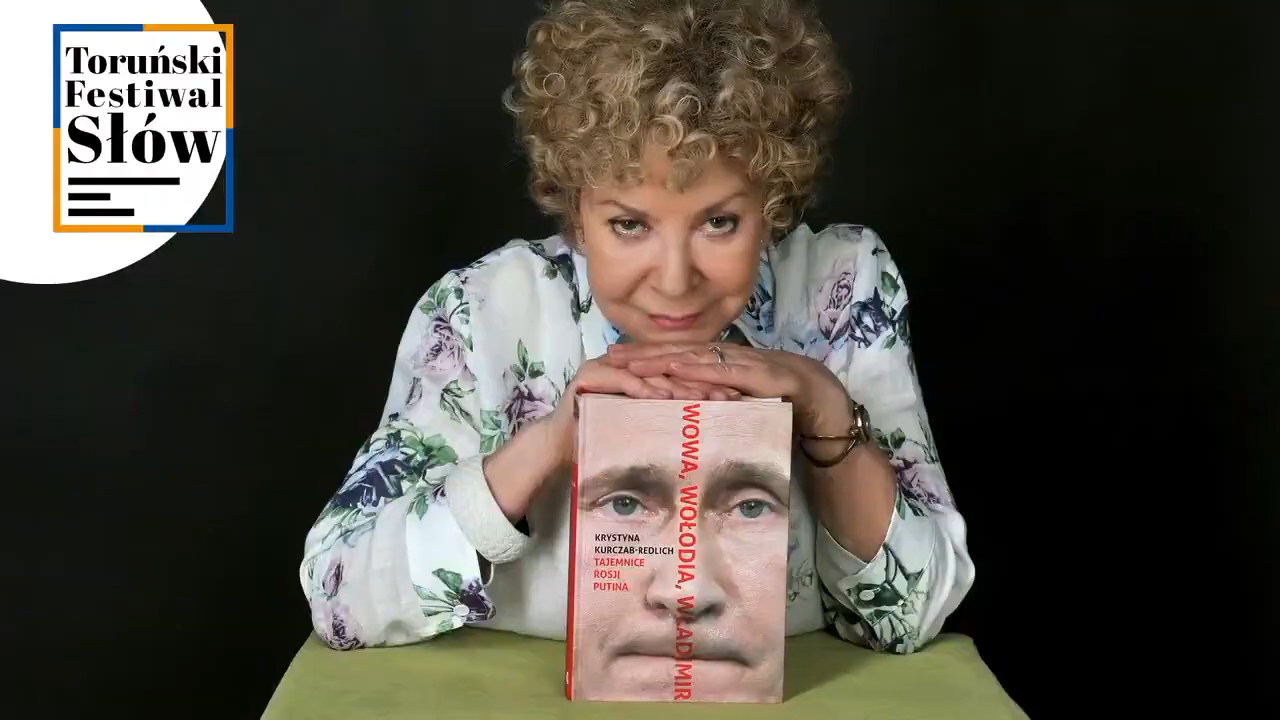 Toruński
Festiwal
Słów
WOWA, WOŁODIA, WŁADIMIR
KRYSTYNA
KURCZAB-REDLICH
TAJEMNICE
ROSJI
PUTINA